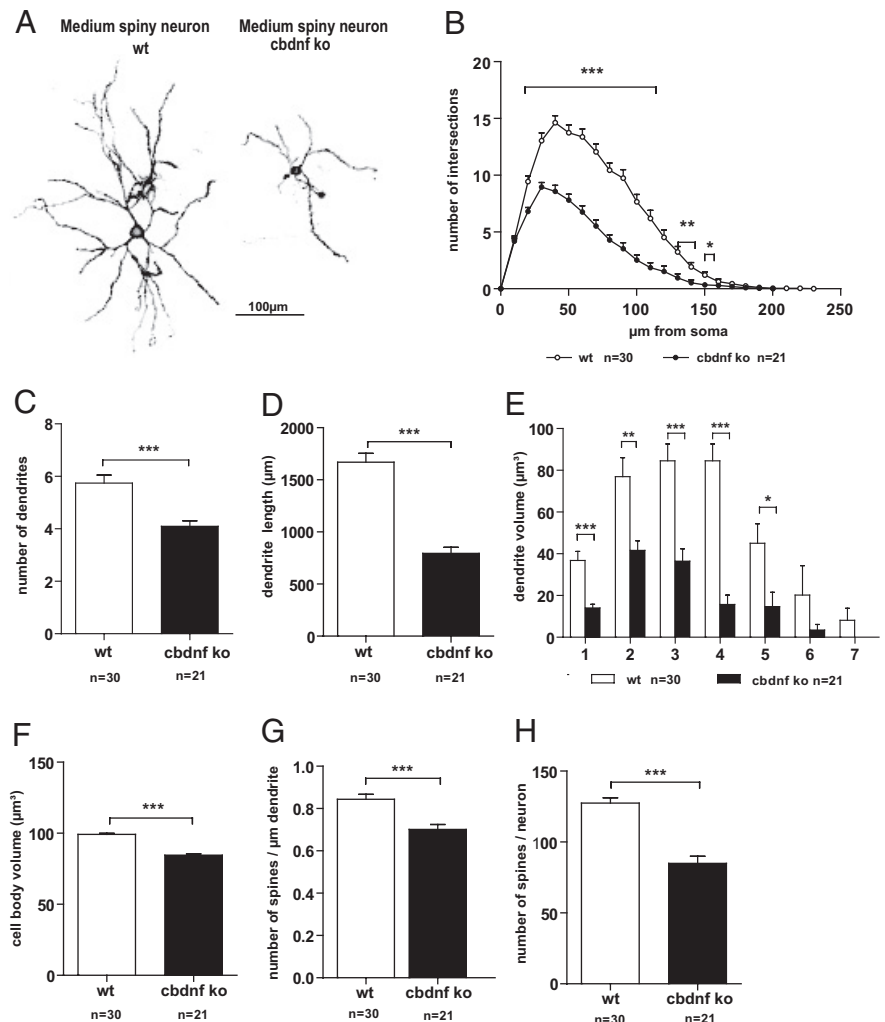 A
Medium spiny neuron
wt
Medium spiny neuron
cbdnf ko
100µm
B
***
**
*
number of intersections
20
15
10
5
0
0 50 100 150 200 250
µm from soma
wt n=30 cbdnf ko n=21
C
***
number of dendrites
8
6
4
2
0
wt cbdnf ko
n=30 n=21
D
***
dendrite length (µm)
2000
1500
1000
500
0
wt cbdnf ko
n=30 n=21
E
*** ** *** *** *
dendrite volume (µm³)
100
80
60
40
20
0
1 2 3 4 5 6 7
wt n=30 cbdnf ko n=21
F
***
cell body volume (µm³)
150
100
50
0
wt cbdnf ko
n=30 n=21
G
***
number of spines / µm dendrite
1.0
0.8
0.6
0.4
0.2
0.0
wt cbdnf ko
n=30 n=21
H
***
number of spines / neuron
150
100
50
0
wt cbdnf ko
n=30 n=21